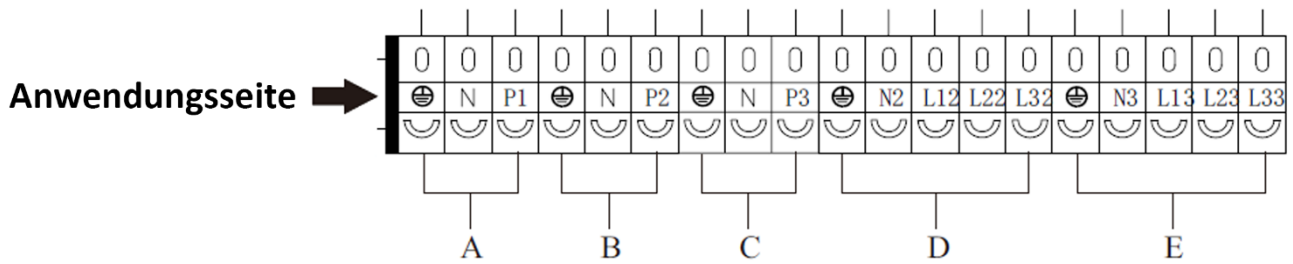 Anwendungsseite N P1 N P2 N P3 N2 L12 L22 L32 N3 L13 L23 L33
A B C D E